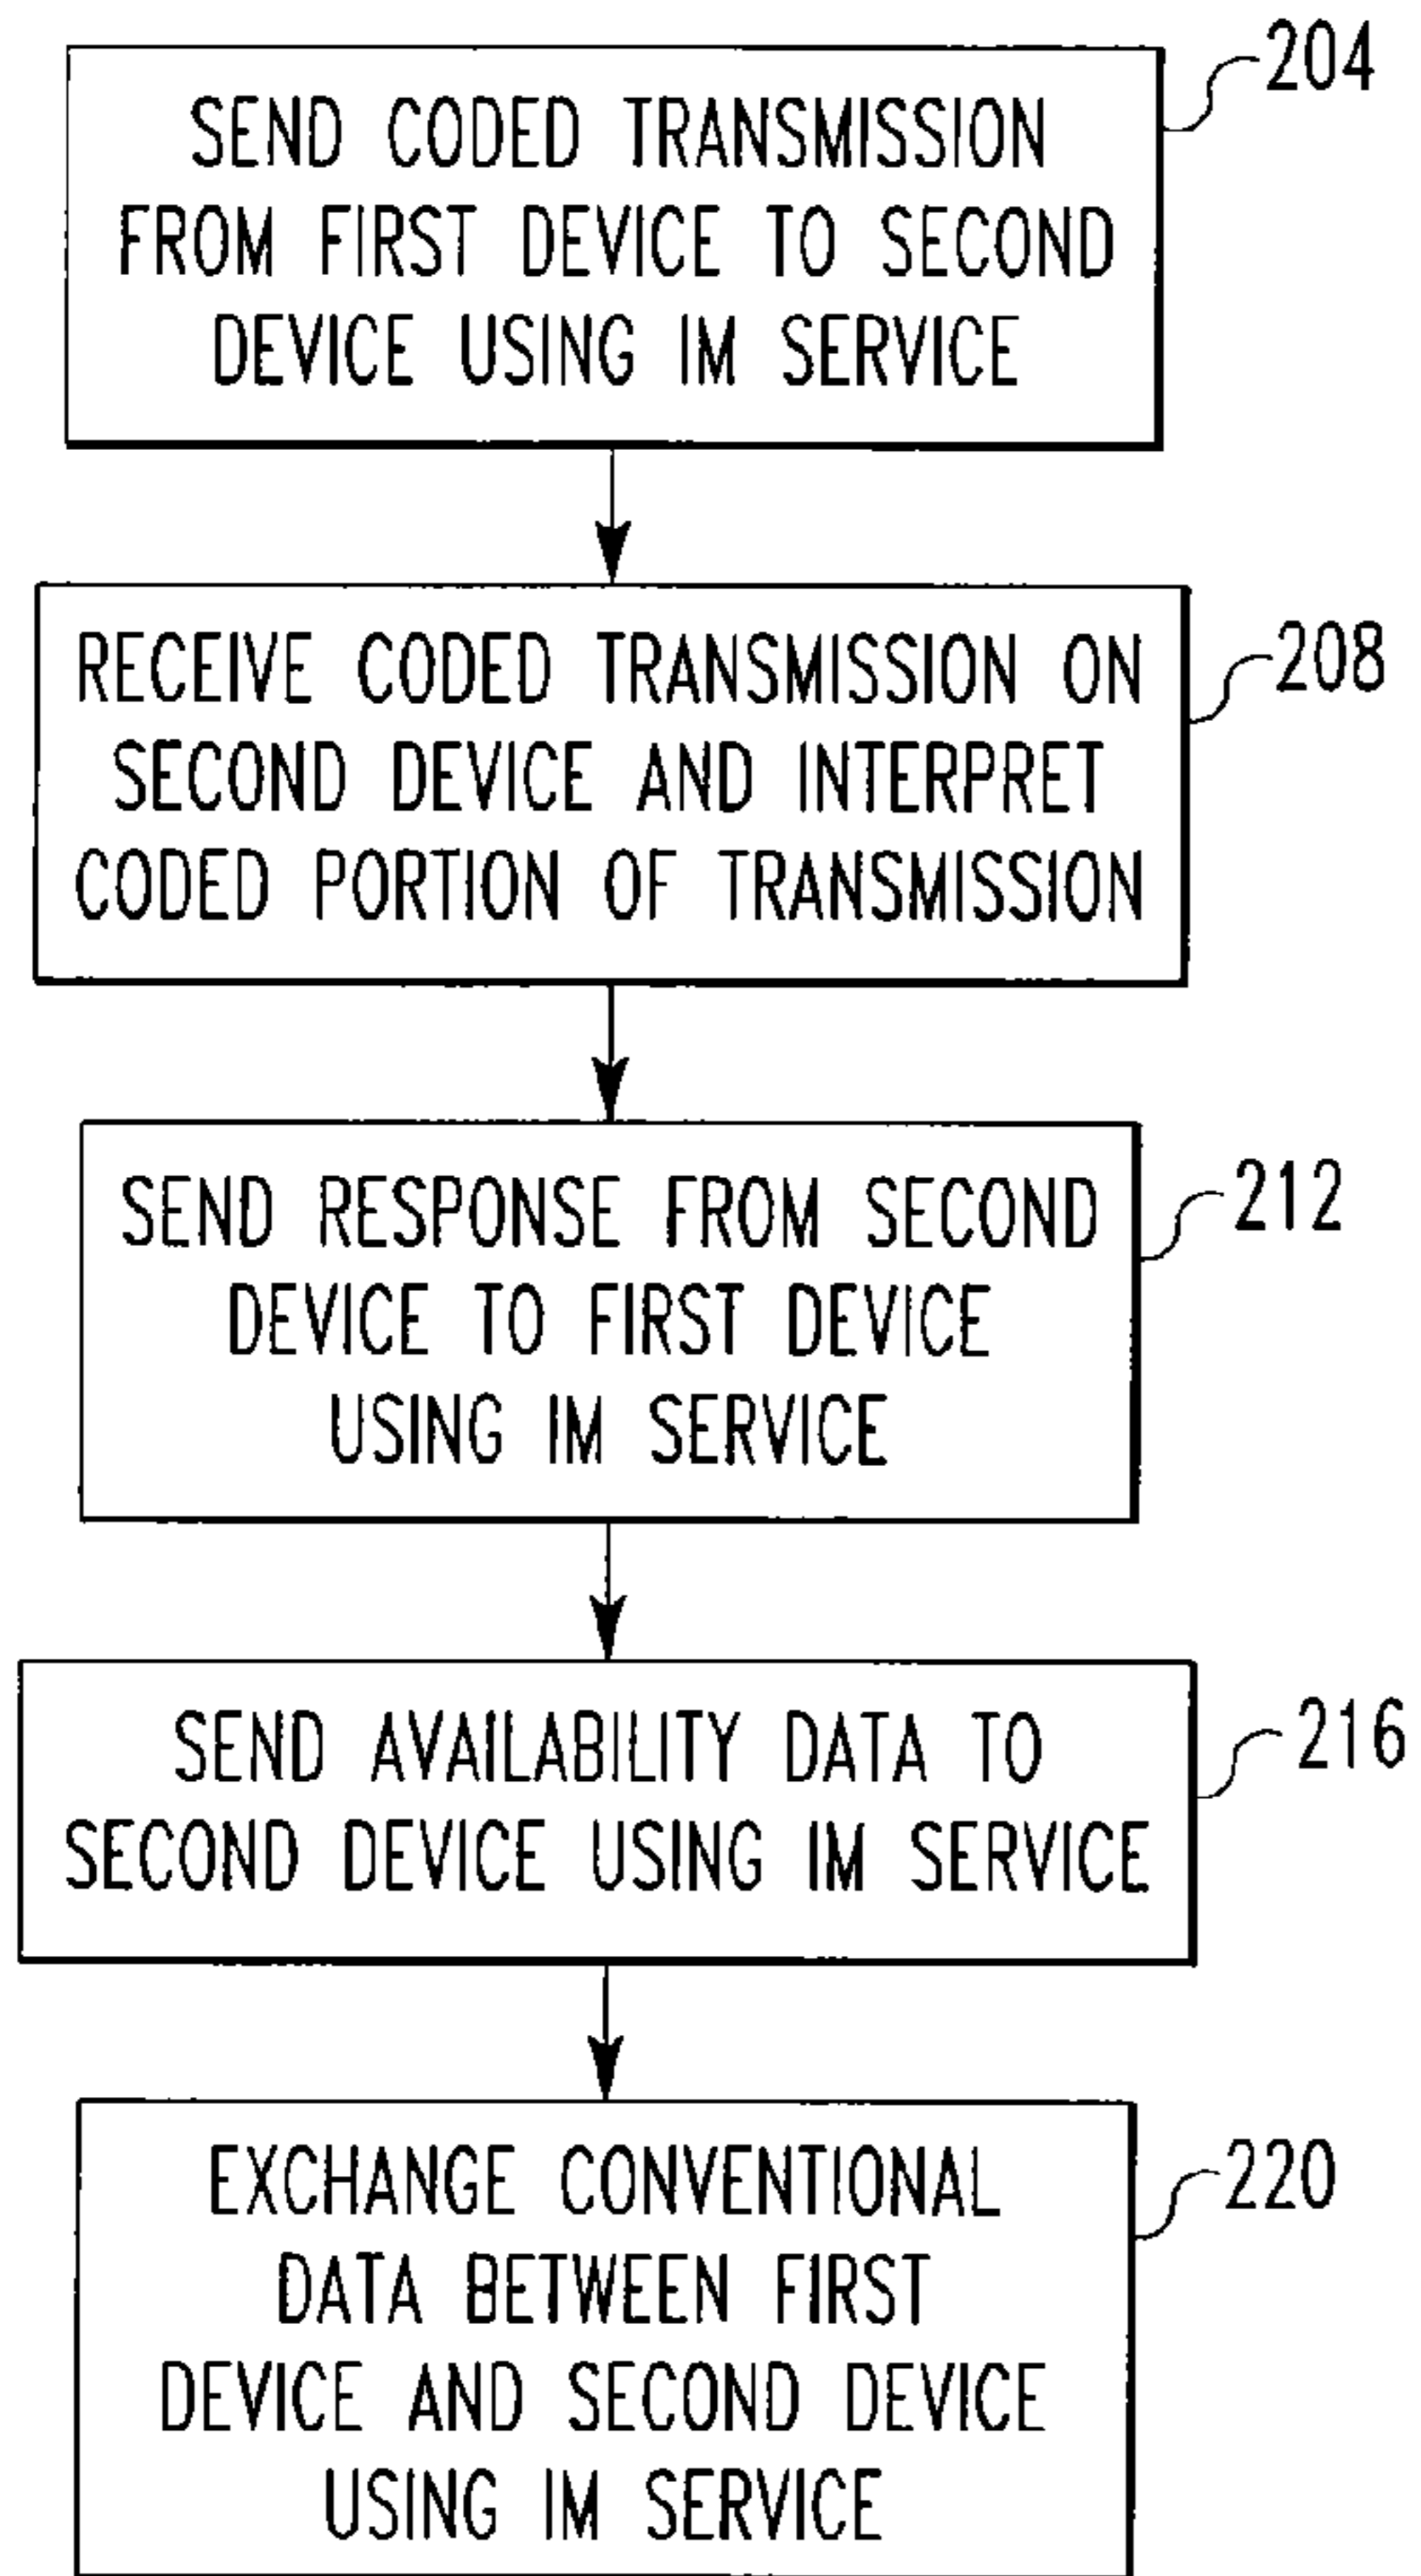 204
SEND CODED TRANSMISSION
FROM FIRST DEVICE TO SECOND
DEVICE USING IM SERVICE
208
RECEIVE CODED TRANSMISSION ON
SECOND DEVICE AND INTERPRET
CODED PORTION OF TRANSMISSION
212
SEND RESPONSE FROM SECOND
DEVICE TO FIRST DEVICE
USING IM SERVICE
216
SEND AVAILABILITY DATA TO
SECOND DEVICE USING IM SERVICE
220
EXCHANGE CONVENTIONAL
DATA BETWEEN FIRST
DEVICE AND SECOND DEVICE
USING IM SERVICE